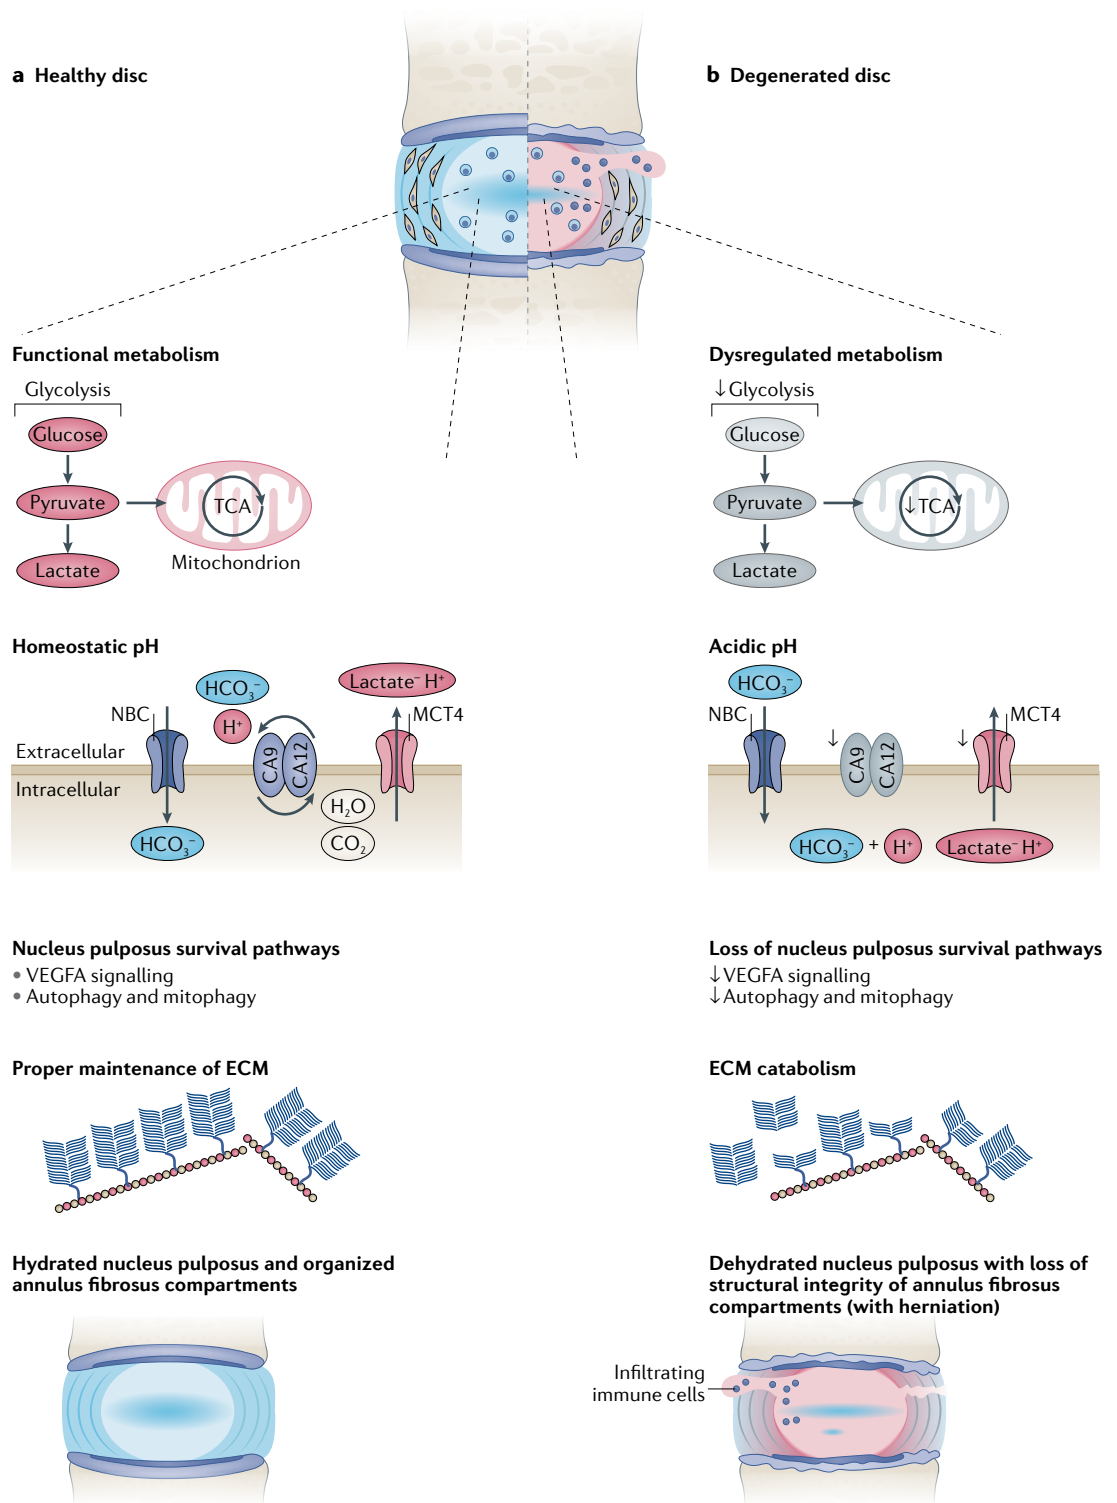 a Healthy disc
b Degenerated disc
Functional metabolism
Glycolysis
Glucose
Pyruvate
TCA
Lactate
Mitochondrion
Dysregulated metabolism
↓Glycolysis
Glucose
Pyruvate
↓TCA
Lactate
Homeostatic pH
HCO₃⁻
Lactate⁻ H⁺
NBC
H⁺
MCT4
Extracellular
CA9
CA12
Intracellular
H₂O
HCO₃⁻
CO₂
Acidic pH
HCO₃⁻
NBC
MCT4
↓
↓
CA9
CA12
HCO₃⁻ + H⁺
Lactate⁻ H⁺
Nucleus pulposus survival pathways
• VEGFA signalling
• Autophagy and mitophagy
Loss of nucleus pulposus survival pathways
↓VEGFA signalling
↓Autophagy and mitophagy
Proper maintenance of ECM
ECM catabolism
Hydrated nucleus pulposus and organized
annulus fibrosus compartments
Dehydrated nucleus pulposus with loss of
structural integrity of annulus fibrosus
compartments (with herniation)
Infiltrating
immune cells